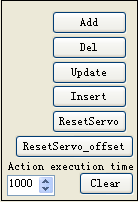 Add
Del
Update
Insert
ResetServo
ResetServo_offset
Action execution time
1000 Clear